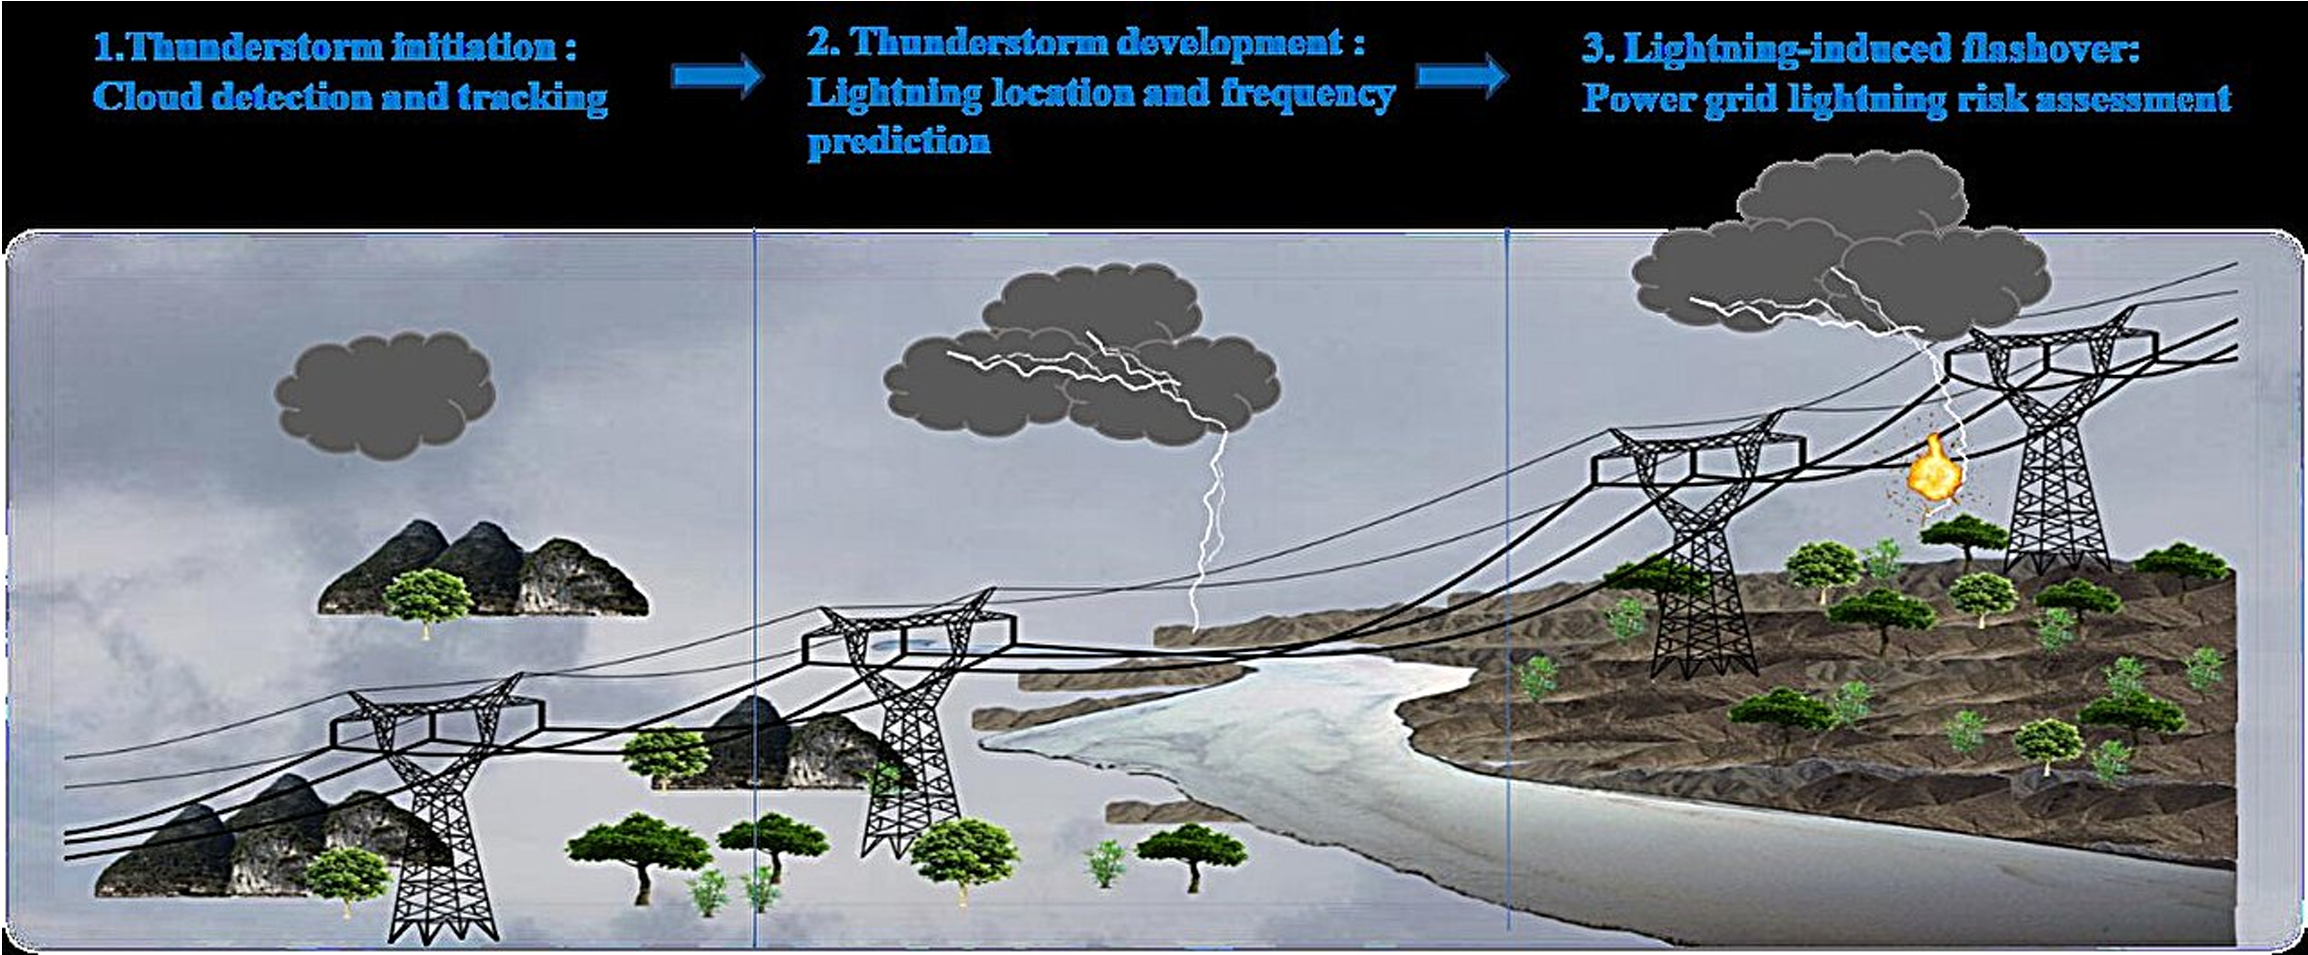 1.Thunderstorm initiation :
Cloud detection and tracking
2. Thunderstorm development :
Lightning location and frequency
prediction
3. Lightning-induced flashover:
Power grid lightning risk assessment